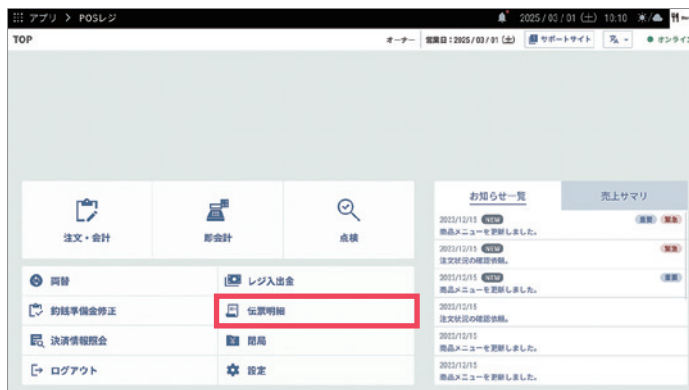 アプリ > POSレジ
2025/03/01 (土) 10:10
TOP
オーナー
営業日：2025/03/01 (土)
サポートサイト
オンライ
注文・会計
即会計
点検
お知らせ一覧
売上サマリ
2023/12/15 NEW 重要 緊急
商品メニューを更新しました。
2023/12/15 NEW 緊急
注文状況の確認依頼。
2023/12/15 NEW 重要
商品メニューを更新しました。
2023/12/15
注文状況の確認依頼。
2023/12/15
商品メニューを更新しました。
2023/12/15
商品メニューを更新しました。
両替
レジ入出金
釣銭準備金修正
伝票明細
決済情報照会
閉局
ログアウト
設定